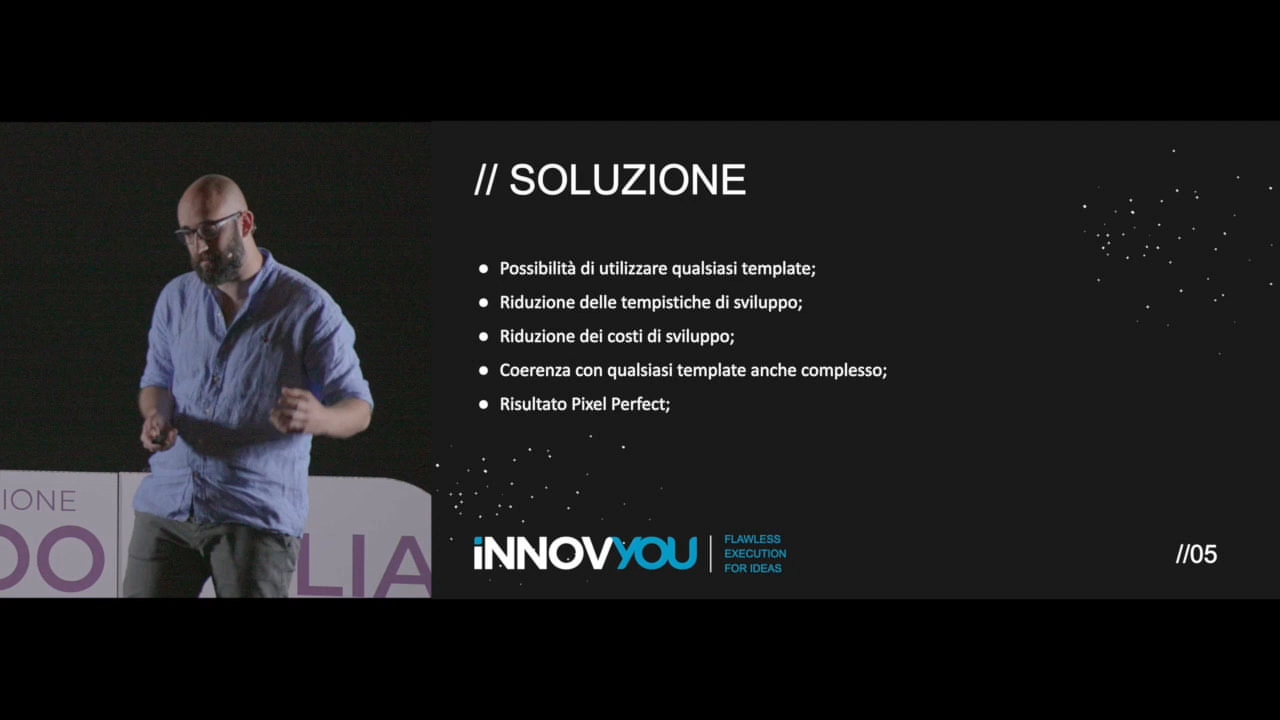 // SOLUZIONE
● Possibilità di utilizzare qualsiasi template;
● Riduzione delle tempistiche di sviluppo;
● Riduzione dei costi di sviluppo;
● Coerenza con qualsiasi template anche complesso;
● Risultato Pixel Perfect;
IONE
OO
LIA
iNNOVYOU
FLAWLESS
EXECUTION
FOR IDEAS
//05